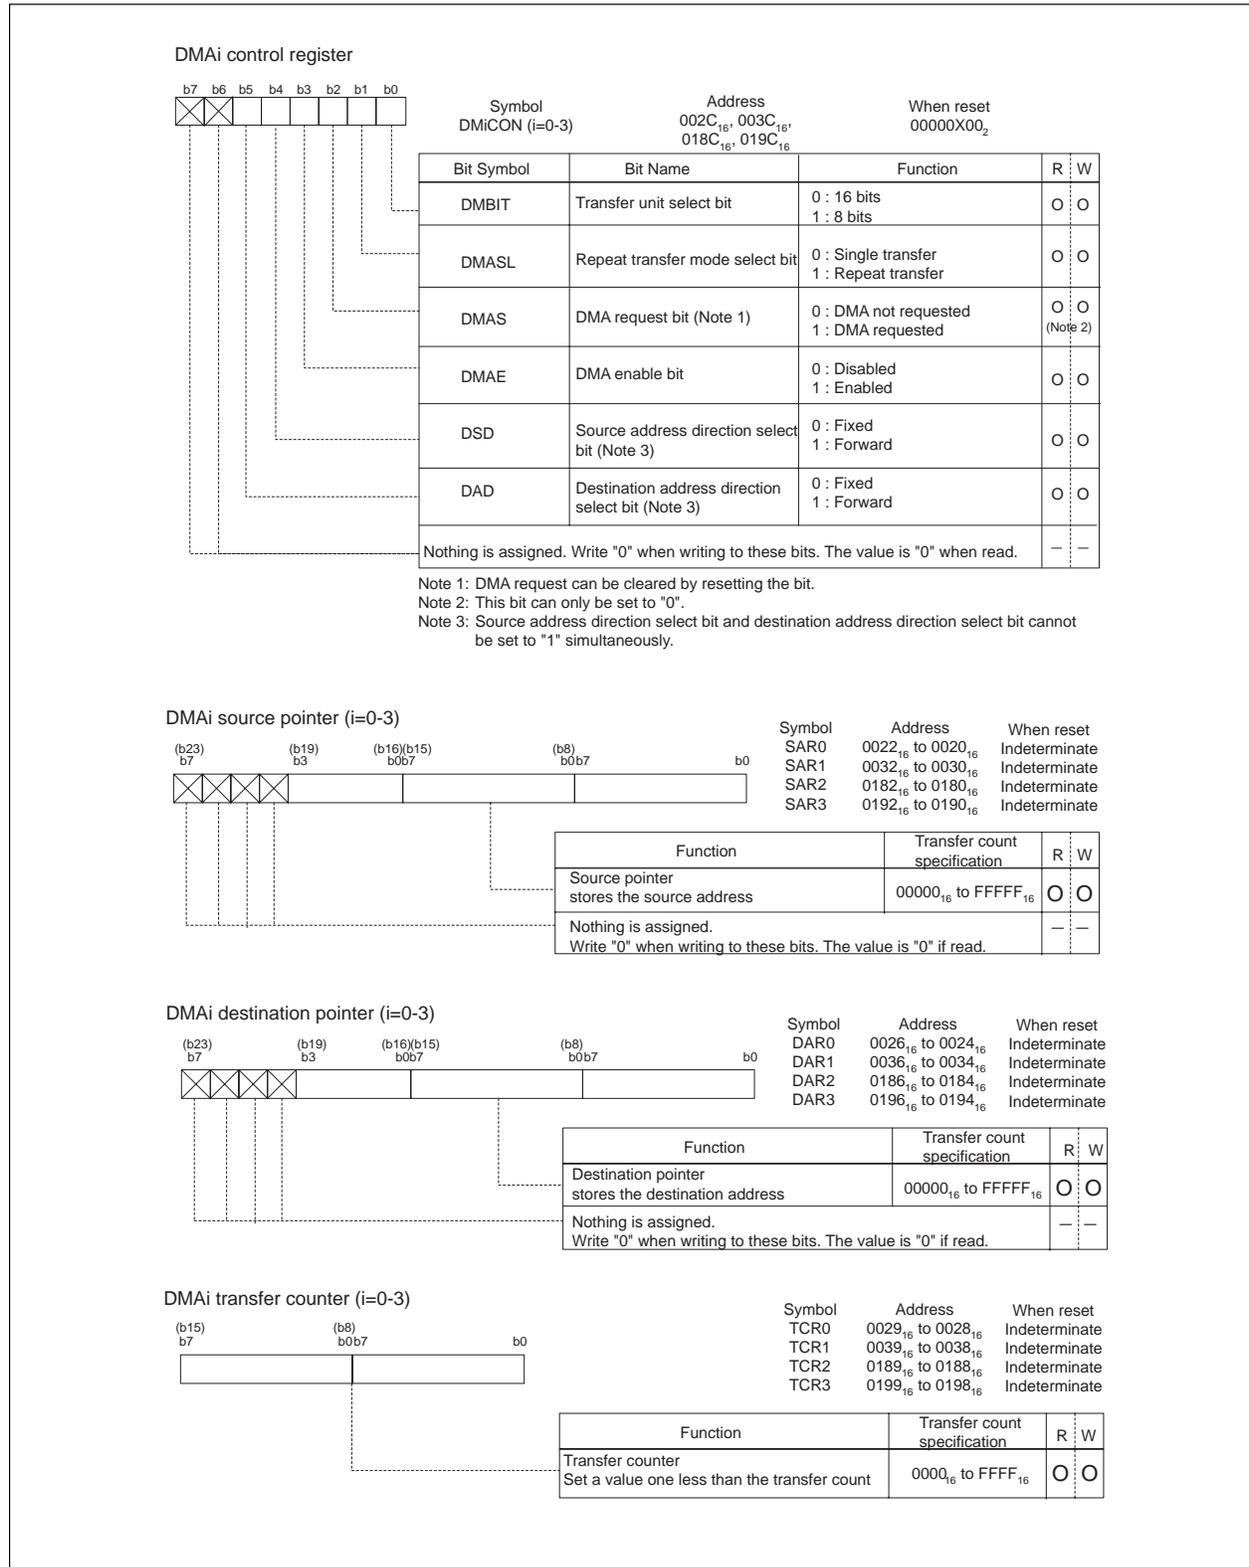 DMAi control register
b7 b6 b5 b4 b3 b2 b1 b0
Symbol Address When reset
DMiCON (i=0-3) 002C16, 003C16, 00000X002
018C16, 019C16
Bit Symbol Bit Name Function R W
DMBIT Transfer unit select bit 0 : 16 bits O O
1 : 8 bits
DMASL Repeat transfer mode select bit 0 : Single transfer O O
1 : Repeat transfer
DMAS DMA request bit (Note 1) 0 : DMA not requested O O
1 : DMA requested (Note 2)
DMAE DMA enable bit 0 : Disabled O O
1 : Enabled
DSD Source address direction select 0 : Fixed O O
bit (Note 3) 1 : Forward
DAD Destination address direction 0 : Fixed O O
select bit (Note 3) 1 : Forward
Nothing is assigned. Write "0" when writing to these bits. The value is "0" when read. – –
Note 1: DMA request can be cleared by resetting the bit.
Note 2: This bit can only be set to "0".
Note 3: Source address direction select bit and destination address direction select bit cannot
be set to "1" simultaneously.
DMAi source pointer (i=0-3)
Symbol Address When reset
SAR0 002216 to 002016 Indeterminate
SAR1 003216 to 003016 Indeterminate
SAR2 018216 to 018016 Indeterminate
SAR3 019216 to 019016 Indeterminate
(b23) (b19) (b16)(b15) (b8)
b7 b3 b0b7 b0b7 b0
Function Transfer count specification R W
Source pointer
stores the source address 0000016 to FFFFF16 O O
Nothing is assigned. – –
Write "0" when writing to these bits. The value is "0" if read.
DMAi destination pointer (i=0-3)
Symbol Address When reset
DAR0 002616 to 002416 Indeterminate
DAR1 003616 to 003416 Indeterminate
DAR2 018616 to 018416 Indeterminate
DAR3 019616 to 019416 Indeterminate
(b23) (b19) (b16)(b15) (b8)
b7 b3 b0b7 b0b7 b0
Function Transfer count specification R W
Destination pointer
stores the destination address 0000016 to FFFFF16 O O
Nothing is assigned. – –
Write "0" when writing to these bits. The value is "0" if read.
DMAi transfer counter (i=0-3)
Symbol Address When reset
TCR0 002916 to 002816 Indeterminate
TCR1 003916 to 003816 Indeterminate
TCR2 018916 to 018816 Indeterminate
TCR3 019916 to 019816 Indeterminate
(b15) (b8)
b7 b0b7 b0
Function Transfer count specification R W
Transfer counter
Set a value one less than the transfer count 000016 to FFFF16 O O